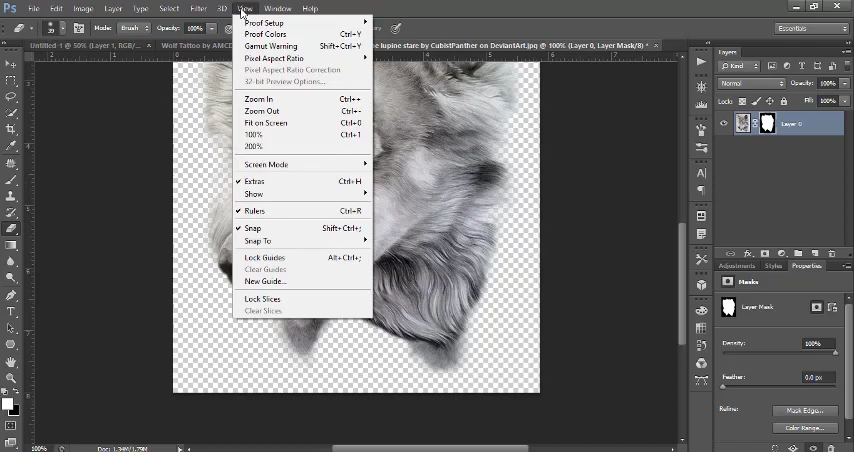 Ps File Edit Image Layer Type Select Filter 3D View Window Help
39 Mode: Brush Opacity: 100% Essentials
Untitled-1 @ 50% (Layer 1, RGB/... × Wolf Tattoo by AMCE lupine stare by CubistPanther on DeviantArt.jpg @ 100% (Layer 0, Layer Mask/8) * ×
Proof Setup
Proof Colors Ctrl+Y
Gamut Warning Shift+Ctrl+Y
Pixel Aspect Ratio
Pixel Aspect Ratio Correction
32-bit Preview Options...
Zoom In Ctrl++
Zoom Out Ctrl+-
Fit on Screen Ctrl+0
100% Ctrl+1
200%
Screen Mode
Extras Ctrl+H
Show
Rulers Ctrl+R
Snap Shift+Ctrl+;
Snap To
Lock Guides Alt+Ctrl+;
Clear Guides
New Guide...
Lock Slices
Clear Slices
Layers
Kind
Normal Opacity: 100%
Lock: Fill: 100%
Layer 0
Adjustments Styles Properties
Masks
Layer Mask
Density: 100%
Feather: 0.0 px
Refine: Mask Edge...
Color Range...
100% Doc: 1.34M/1.79M